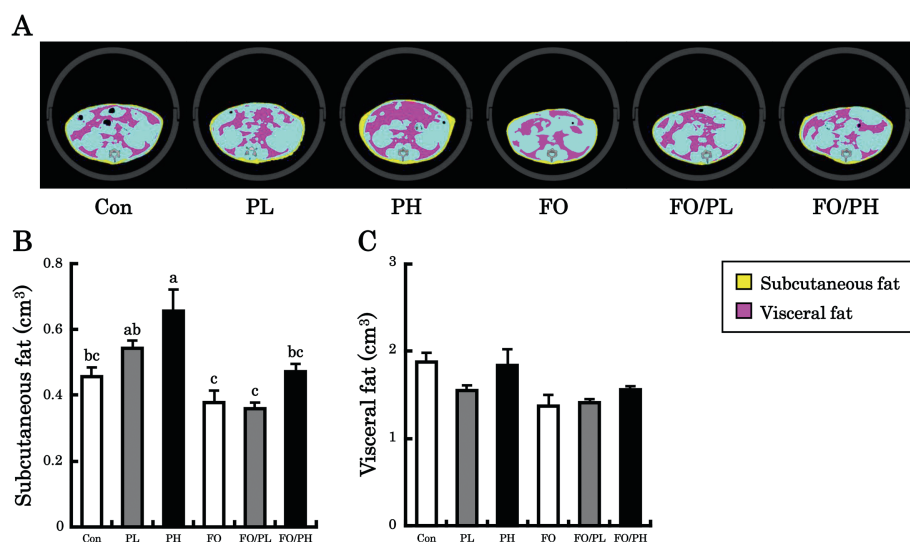 A
Con PL PH FO FO/PL FO/PH
B
Subcutaneous fat (cm³)
0.8
0.6
0.4
0.2
0
bc ab a c c bc
Con PL PH FO FO/PL FO/PH
C
Visceral fat (cm³)
3
2
1
0
Con PL PH FO FO/PL FO/PH
Subcutaneous fat
Visceral fat